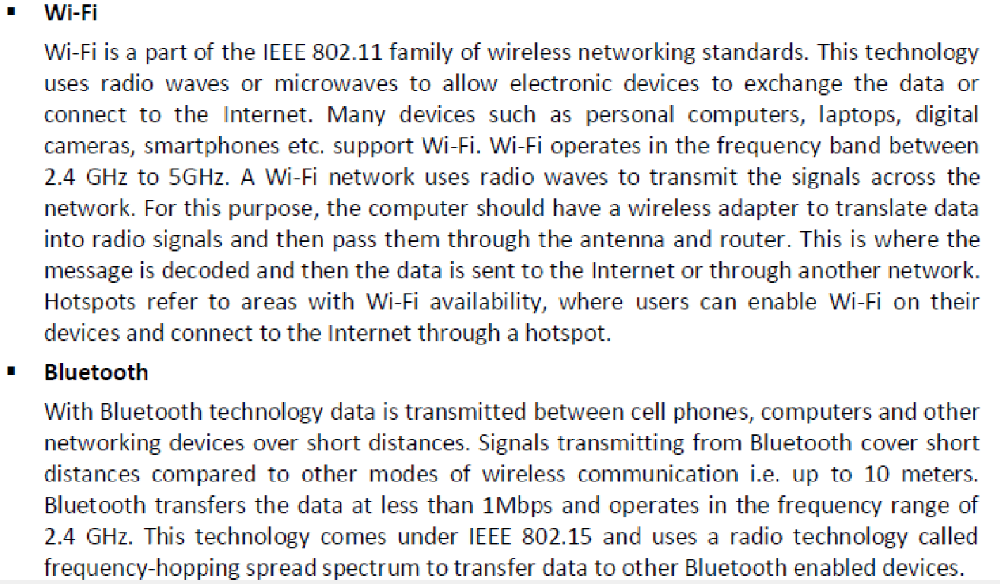 ▪ Wi-Fi
Wi-Fi is a part of the IEEE 802.11 family of wireless networking standards. This technology
uses radio waves or microwaves to allow electronic devices to exchange the data or
connect to the Internet. Many devices such as personal computers, laptops, digital
cameras, smartphones etc. support Wi-Fi. Wi-Fi operates in the frequency band between
2.4 GHz to 5GHz. A Wi-Fi network uses radio waves to transmit the signals across the
network. For this purpose, the computer should have a wireless adapter to translate data
into radio signals and then pass them through the antenna and router. This is where the
message is decoded and then the data is sent to the Internet or through another network.
Hotspots refer to areas with Wi-Fi availability, where users can enable Wi-Fi on their
devices and connect to the Internet through a hotspot.
▪ Bluetooth
With Bluetooth technology data is transmitted between cell phones, computers and other
networking devices over short distances. Signals transmitting from Bluetooth cover short
distances compared to other modes of wireless communication i.e. up to 10 meters.
Bluetooth transfers the data at less than 1Mbps and operates in the frequency range of
2.4 GHz. This technology comes under IEEE 802.15 and uses a radio technology called
frequency-hopping spread spectrum to transfer data to other Bluetooth enabled devices.